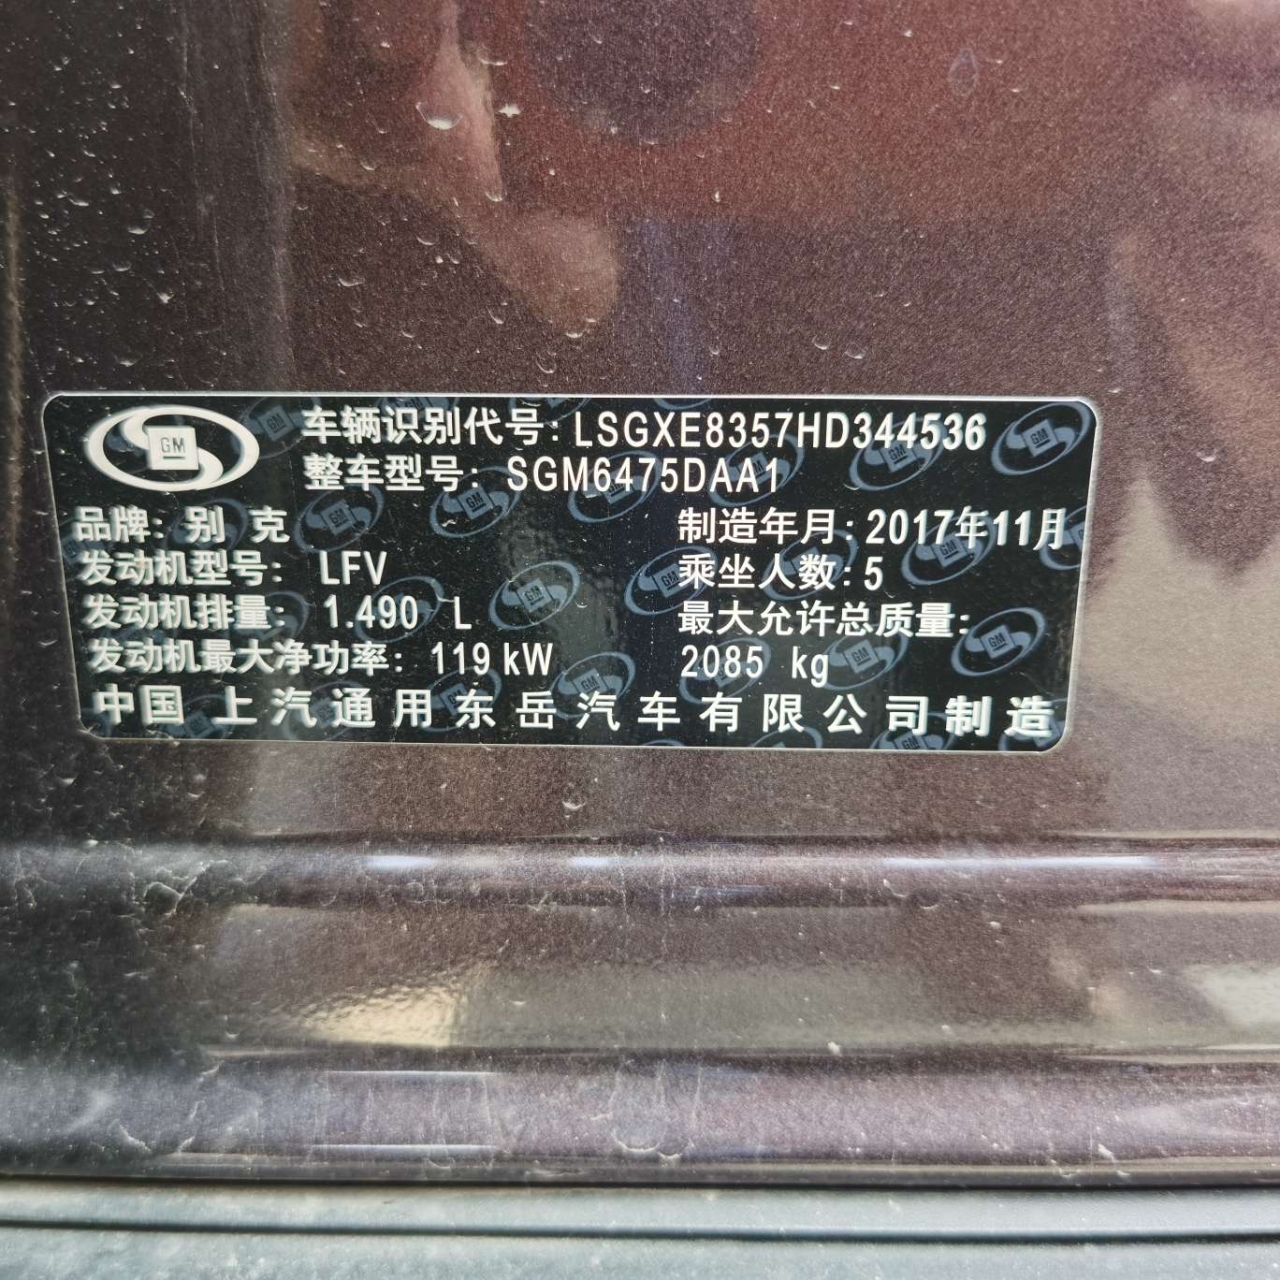 GM
车辆识别代号: LSGXE8357HD344536
整车型号: SGM6475DAA1
品牌: 别 克
制造年月: 2017年11月
发动机型号: LFV
乘坐人数: 5
发动机排量: 1.490 L
最大允许总质量:
发动机最大净功率: 119 kW
2085 kg
中国 上汽通用东岳汽车有限公司制造